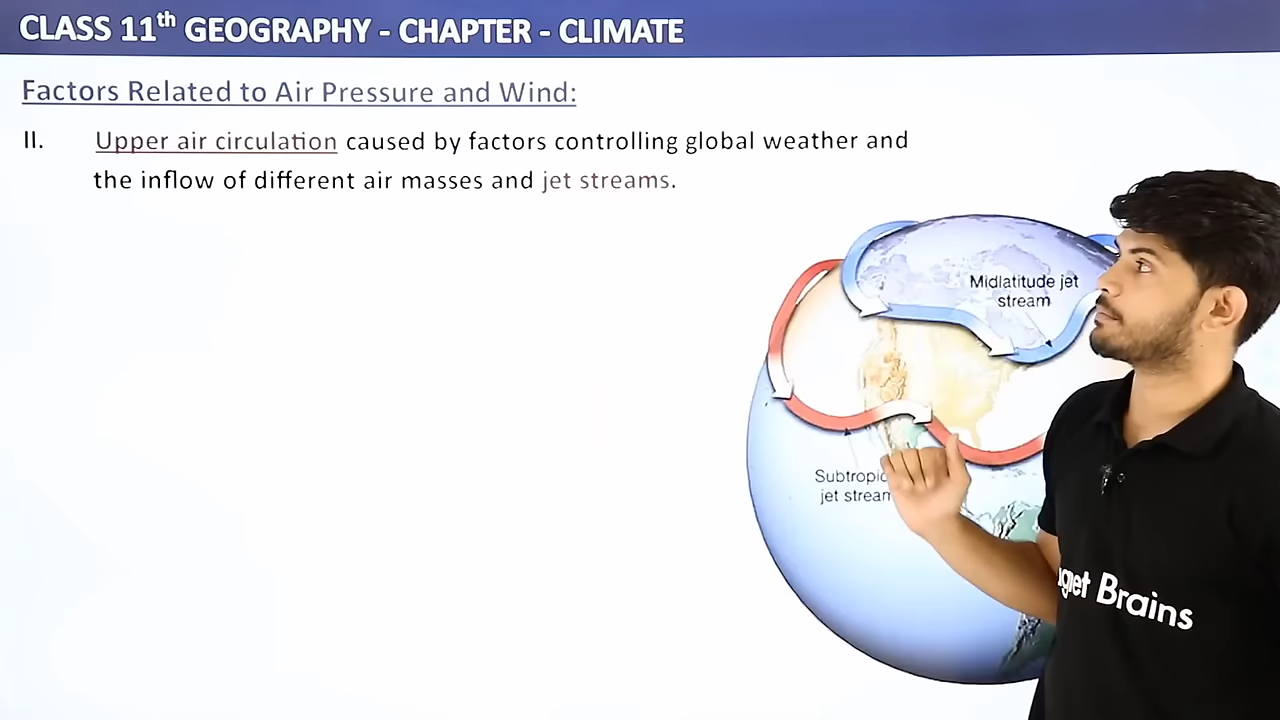 CLASS 11th GEOGRAPHY - CHAPTER - CLIMATE
Factors Related to Air Pressure and Wind:
II. Upper air circulation caused by factors controlling global weather and
the inflow of different air masses and jet streams.
Midlatitude jet
stream
jet stream
Brains